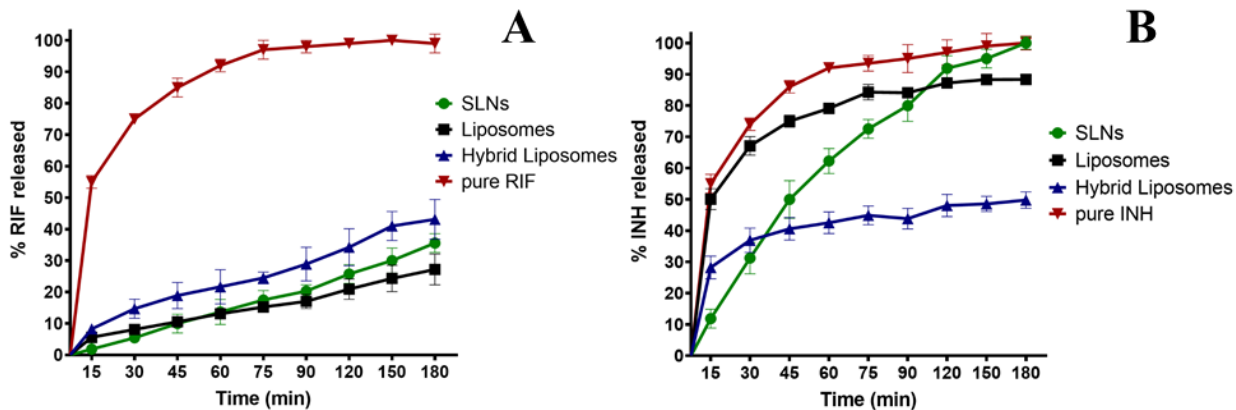 A
% RIF released
100
90
80
70
60
50
40
30
20
10
0
15 30 45 60 75 90 120 150 180
Time (min)
SLNs
Liposomes
Hybrid Liposomes
pure RIF
B
% INH released
100
90
80
70
60
50
40
30
20
10
0
15 30 45 60 75 90 120 150 180
Time (min)
SLNs
Liposomes
Hybrid Liposomes
pure INH